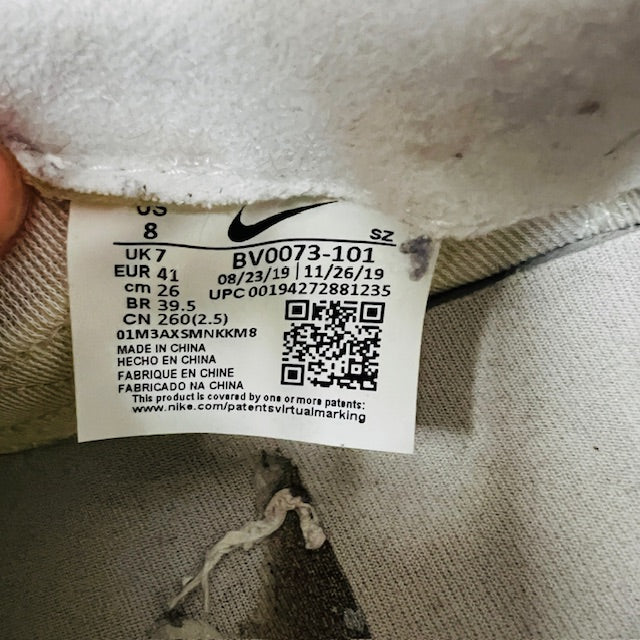 US
8
SZ
UK 7
EUR 41
cm 26
BR 39.5
CN 260(2.5)
BV0073-101
08/23/19 | 11/26/19
UPC 00194272881235
01M3AXSMNKKM8
MADE IN CHINA
HECHO EN CHINA
FABRIQUE EN CHINE
FABRICADO NA CHINA
This product is covered by one or more patents:
www.nike.com/patentsvirtualmarking